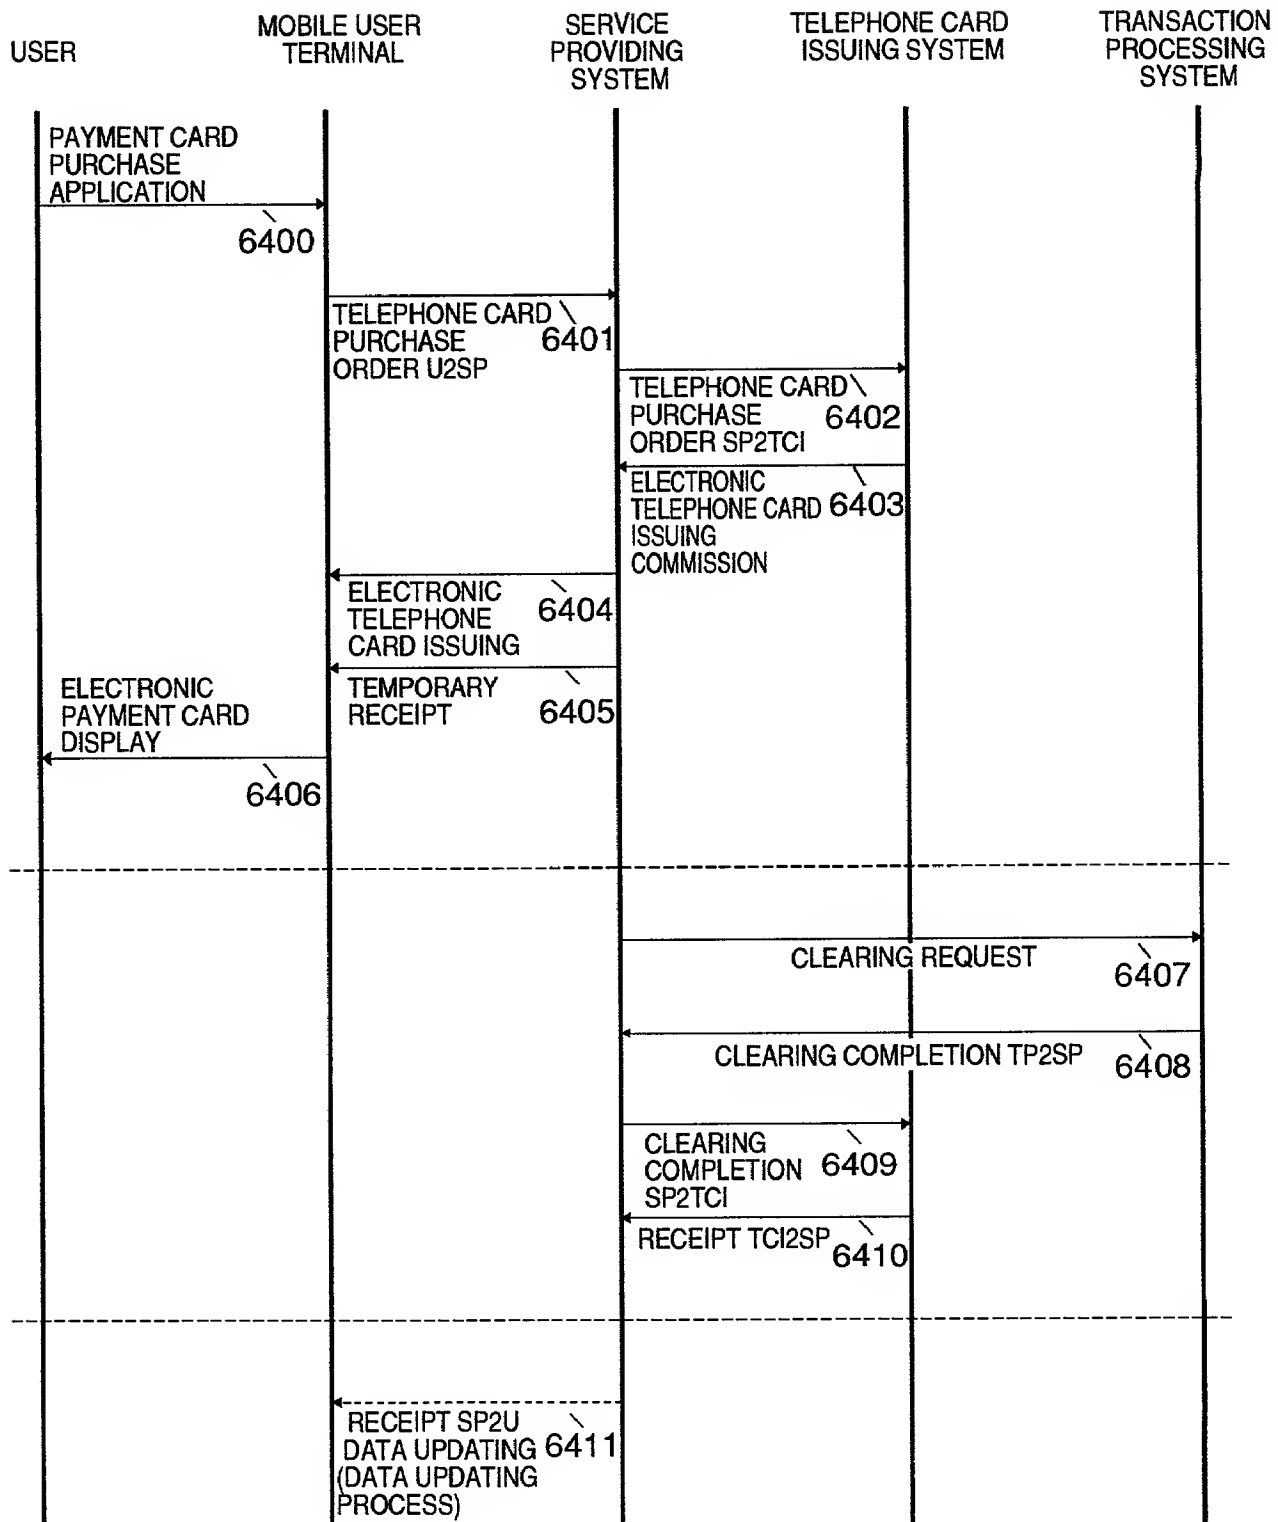 USER
MOBILE USER
TERMINAL
SERVICE
PROVIDING
SYSTEM
TELEPHONE CARD
ISSUING SYSTEM
TRANSACTION
PROCESSING
SYSTEM
PAYMENT CARD
PURCHASE
APPLICATION
6400
TELEPHONE CARD
PURCHASE
ORDER U2SP
6401
TELEPHONE CARD
PURCHASE
ORDER SP2TCI
6402
ELECTRONIC
TELEPHONE CARD
ISSUING
COMMISSION
6403
ELECTRONIC
TELEPHONE
CARD ISSUING
6404
TEMPORARY
RECEIPT
6405
ELECTRONIC
PAYMENT CARD
DISPLAY
6406
CLEARING REQUEST
6407
CLEARING COMPLETION TP2SP
6408
CLEARING
COMPLETION
SP2TCI
6409
RECEIPT TCI2SP
6410
RECEIPT SP2U
DATA UPDATING
(DATA UPDATING
PROCESS)
6411